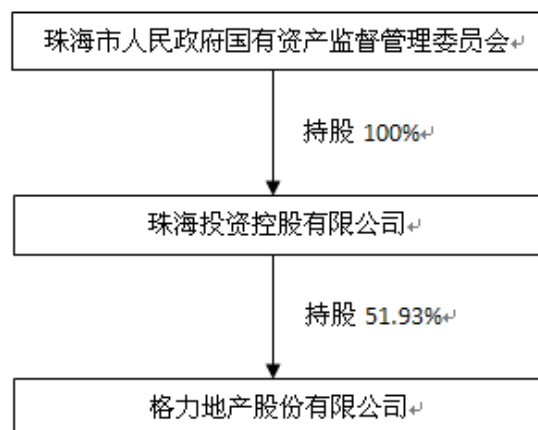 珠海市人民政府国有资产监督管理委员会↵
持股 100%↵
珠海投资控股有限公司↵
持股 51.93%↵
格力地产股份有限公司↵